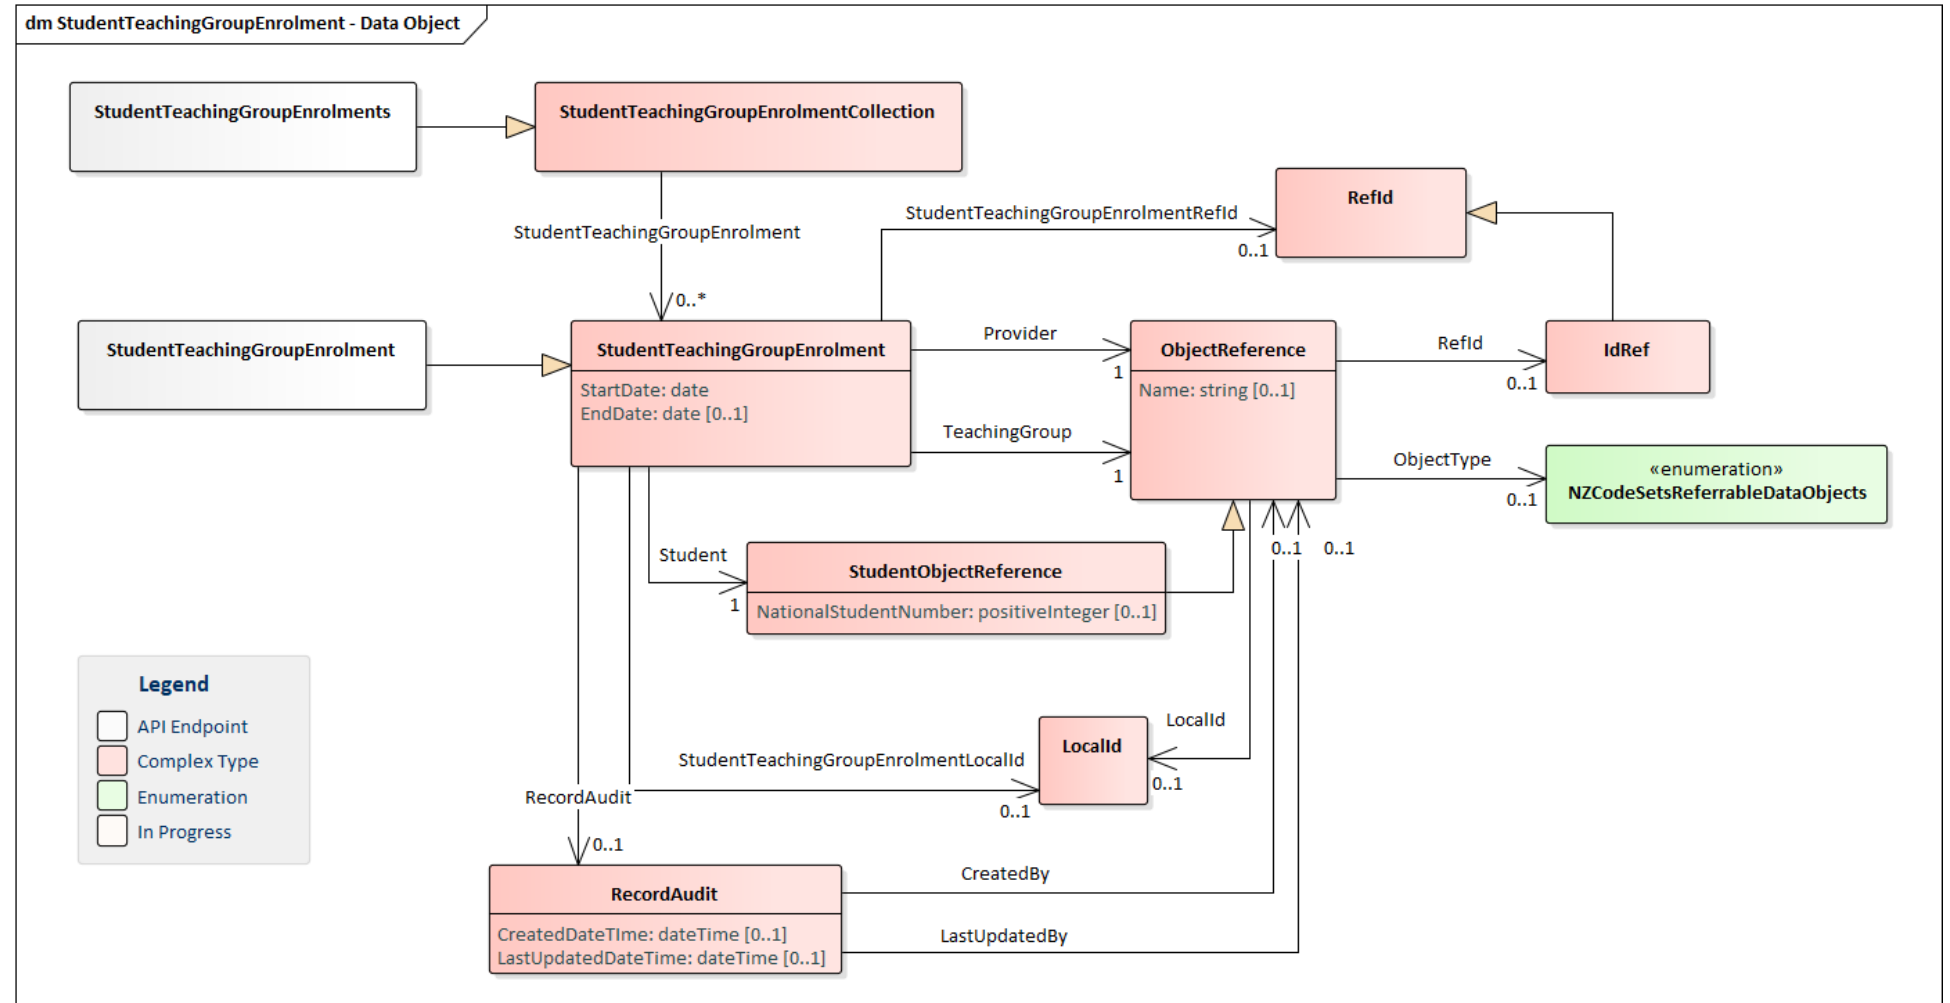 dm StudentTeachingGroupEnrolment - Data Object
StudentTeachingGroupEnrolments
StudentTeachingGroupEnrolmentCollection
StudentTeachingGroupEnrolment
0..*
StudentTeachingGroupEnrolmentRefId
0..1
RefId
StudentTeachingGroupEnrolment
StudentTeachingGroupEnrolment
StartDate: date
EndDate: date [0..1]
Provider
1
TeachingGroup
1
ObjectReference
Name: string [0..1]
RefId
0..1
IdRef
ObjectType
0..1
«enumeration»
NZCodeSetsReferrableDataObjects
0..1
0..1
Student
1
StudentObjectReference
NationalStudentNumber: positiveInteger [0..1]
Legend
API Endpoint
Complex Type
Enumeration
In Progress
LocalId
LocalId
0..1
StudentTeachingGroupEnrolmentLocalId
0..1
RecordAudit
0..1
RecordAudit
CreatedDateTIme: dateTime [0..1]
LastUpdatedDateTime: dateTime [0..1]
CreatedBy
LastUpdatedBy